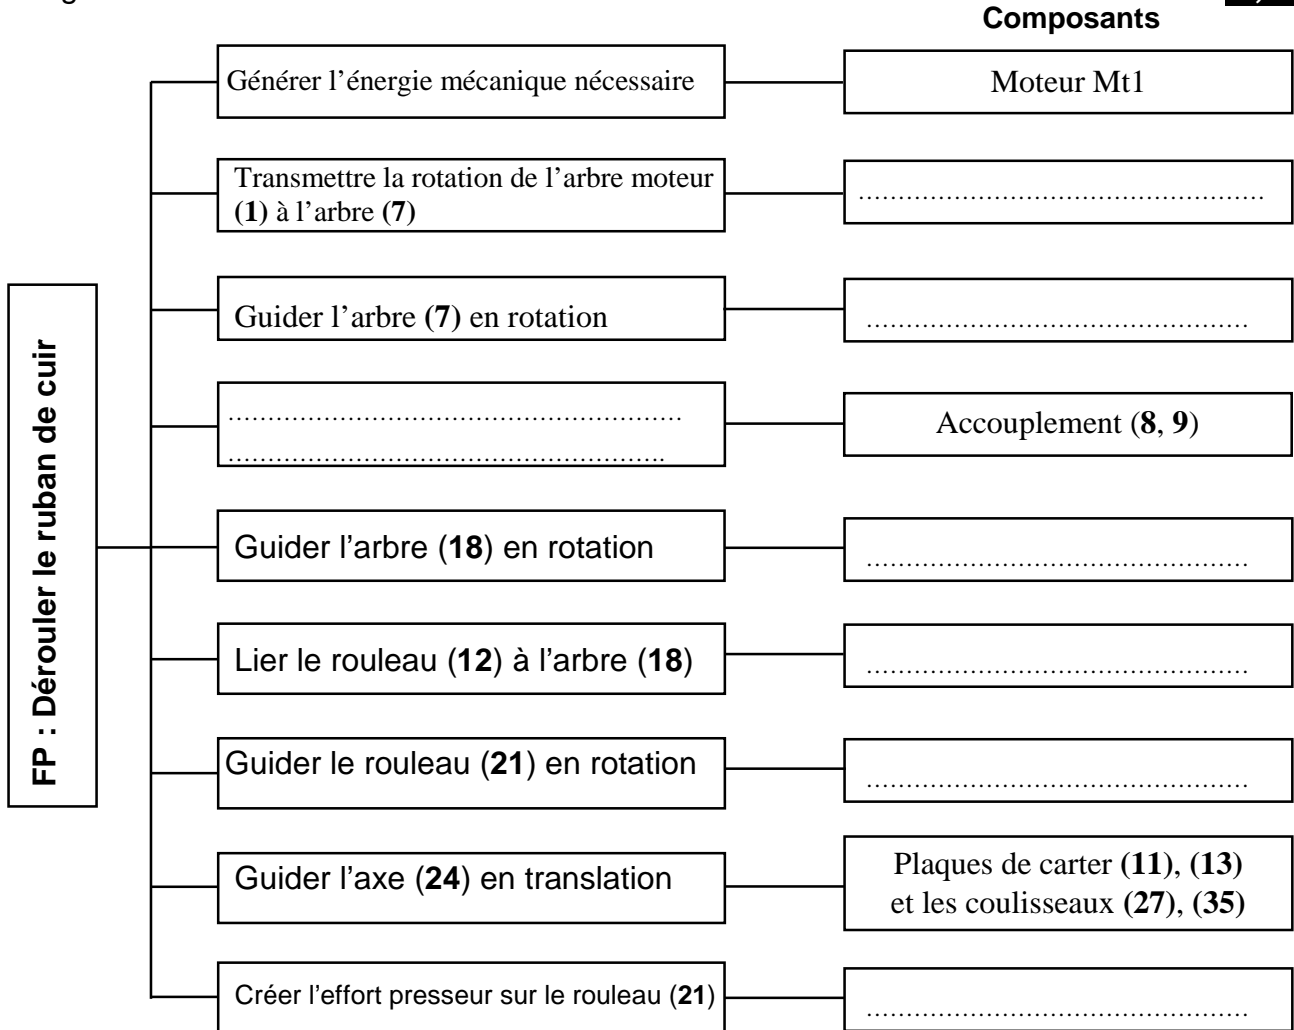 Composants
Générer l’énergie mécanique nécessaire
Moteur Mt1
Transmettre la rotation de l’arbre moteur
(1) à l’arbre (7)
....................................................
Guider l’arbre (7) en rotation
.................................................
..........................................................
........................................................
Accouplement (8, 9)
FP : Dérouler le ruban de cuir
Guider l’arbre (18) en rotation
.................................................
Lier le rouleau (12) à l’arbre (18)
.................................................
Guider le rouleau (21) en rotation
.................................................
Guider l’axe (24) en translation
Plaques de carter (11), (13)
et les coulisseaux (27), (35)
Créer l’effort presseur sur le rouleau (21)
.................................................